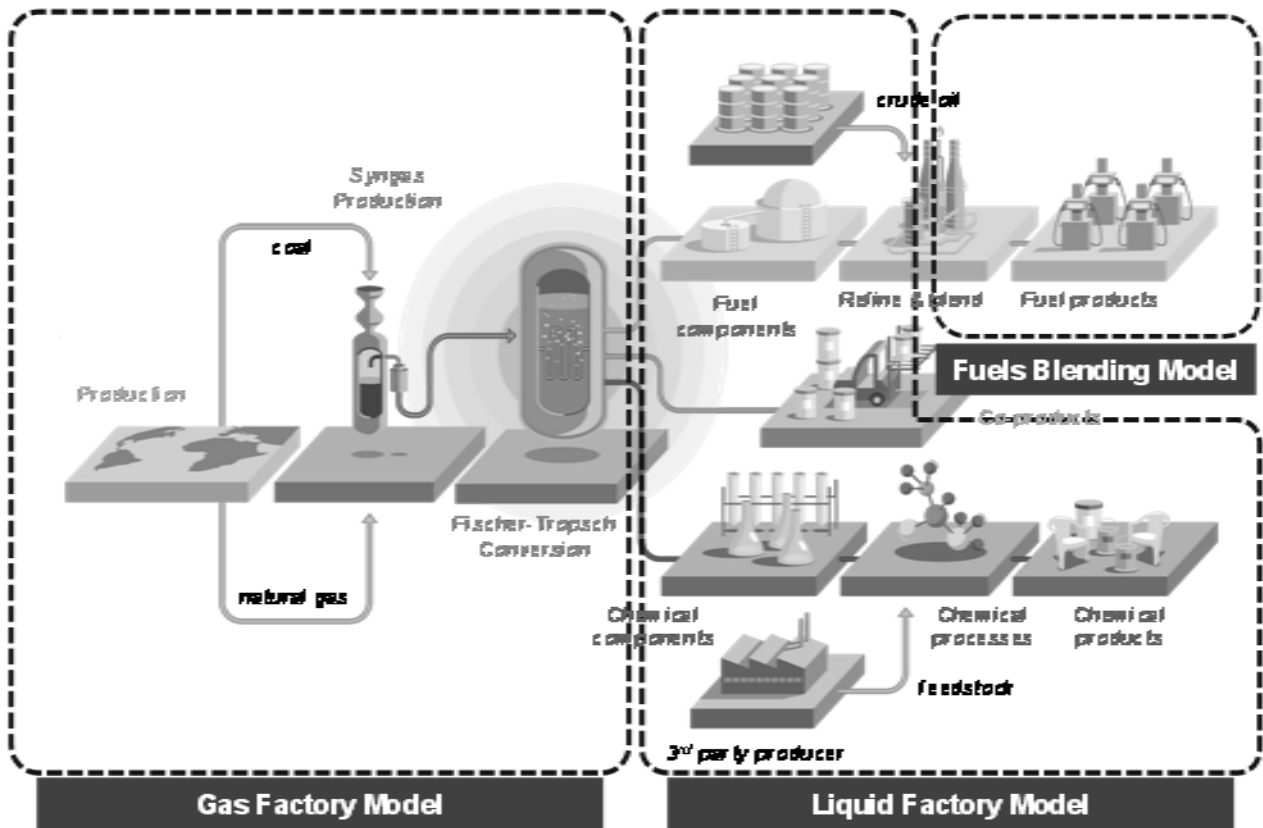 crude oil
Syngas
Production
coal
Fuel
components
Refine & blend
Fuel products
Fuels Blending Model
Production
Co-products
Fischer-Tropsch
Conversion
natural gas
Chemical
components
Chemical
processes
Chemical
products
feedstock
3rd party producer
Gas Factory Model
Liquid Factory Model